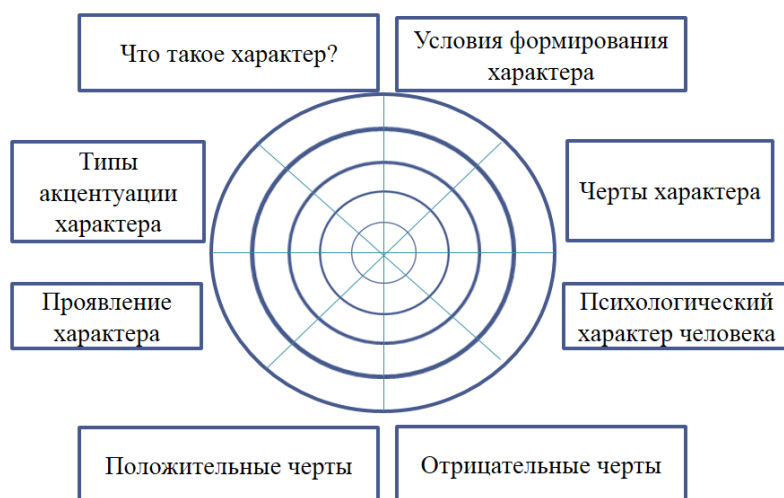 Что такое характер?
Условия формирования
характера
Типы
акцентуации
характера
Черты характера
Проявление
характера
Психологический
характер человека
Положительные черты
Отрицательные черты